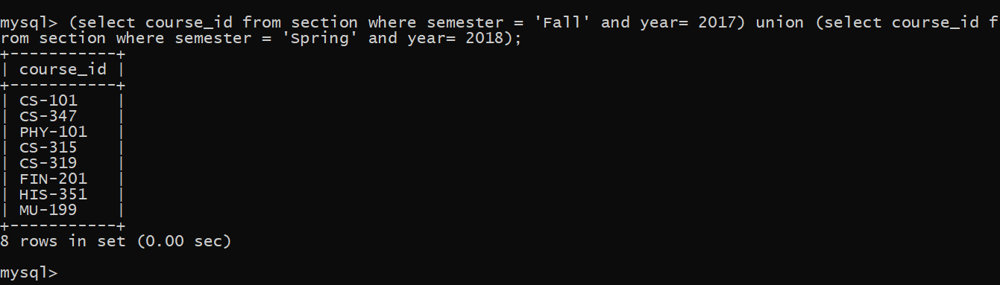 mysql> (select course_id from section where semester = 'Fall' and year= 2017) union (select course_id f
rom section where semester = 'Spring' and year= 2018);
+-----------+
| course_id |
+-----------+
| CS-101    |
| CS-347    |
| PHY-101   |
| CS-315    |
| CS-319    |
| FIN-201   |
| HIS-351   |
| MU-199    |
+-----------+
8 rows in set (0.00 sec)
mysql>